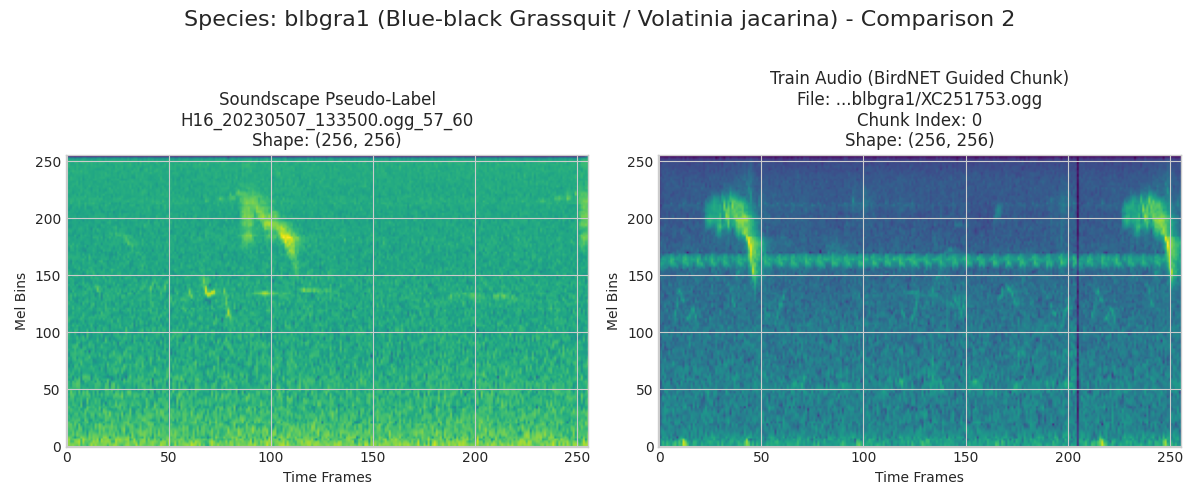 Species: blbgra1 (Blue-black Grassquit / Volatinia jacarina) - Comparison 2
Soundscape Pseudo-Label
H16_20230507_133500.ogg_57_60
Shape: (256, 256)
250
200
150
100
50
0
Mel Bins
0
50
100
150
200
250
Time Frames
Train Audio (BirdNET Guided Chunk)
File: ...blbgra1/XC251753.ogg
Chunk Index: 0
Shape: (256, 256)
250
200
150
100
50
0
Mel Bins
0
50
100
150
200
250
Time Frames